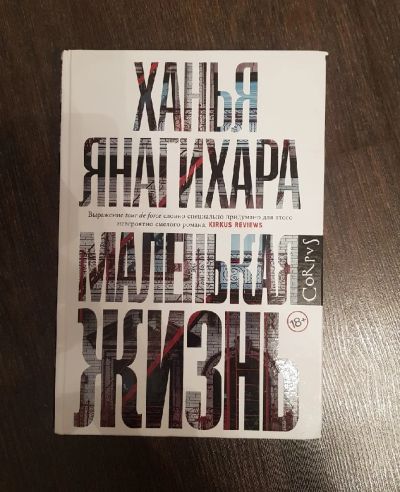 ХАНЬЯ
ЯНАГИХАРА
Выражение tour de force словно специально придумано для этого
невероятно смелого романа. KIRKUS REVIEWS
МАЛЕНЬКАЯ
CORPUS
18+
ЖИЗНЬ